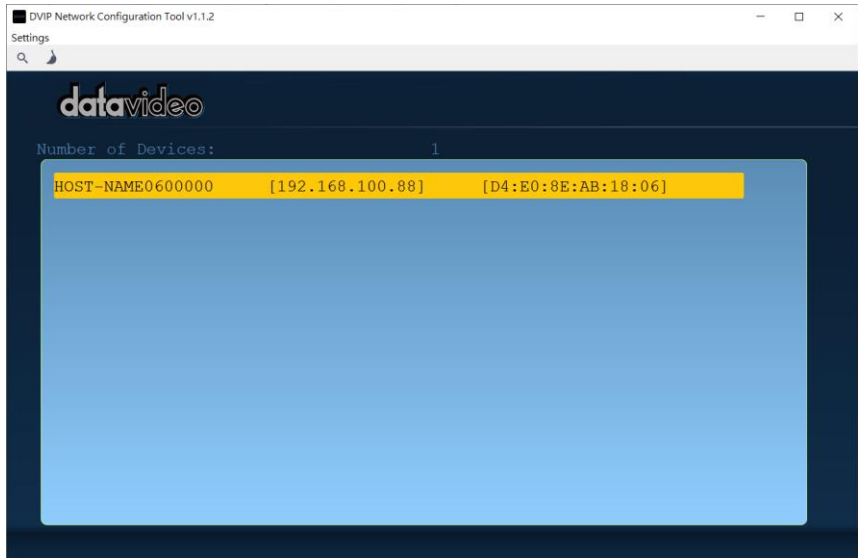 DVIP Network Configuration Tool v1.1.2
Settings
datavideo
Number of Devices: 1
HOST-NAME0600000 [192.168.100.88] [D4:E0:8E:AB:18:06]